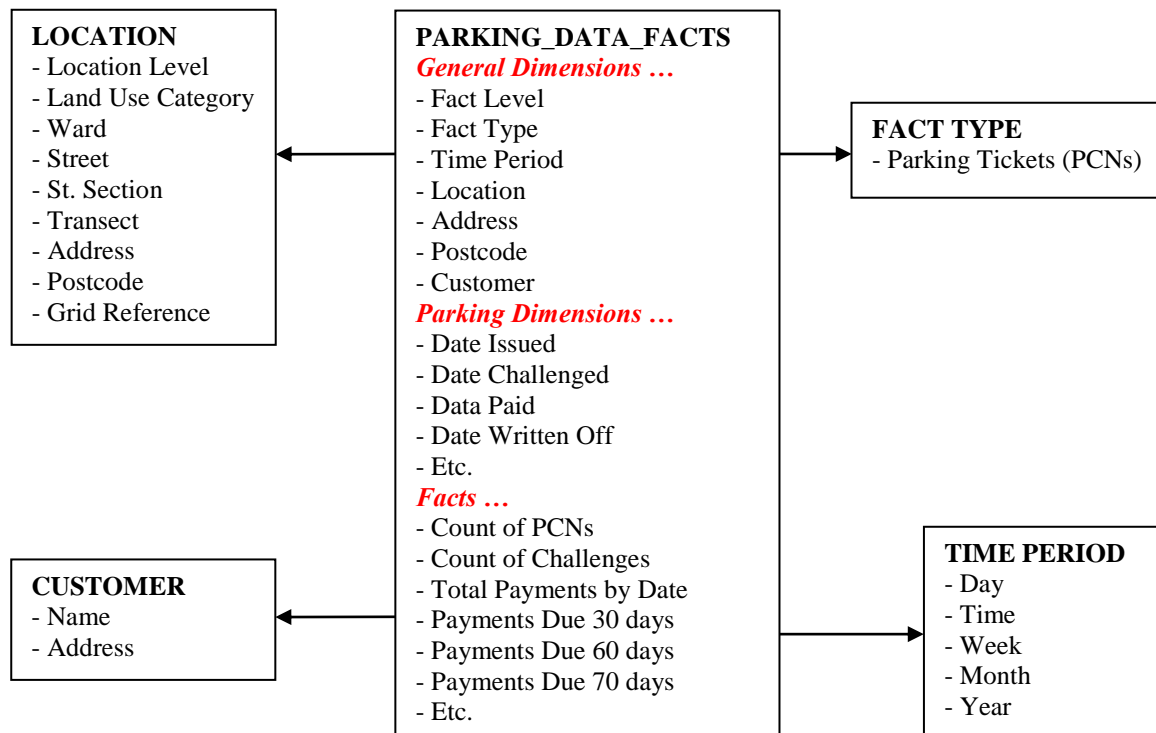 LOCATION
- Location Level
- Land Use Category
- Ward
- Street
- St. Section
- Transect
- Address
- Postcode
- Grid Reference
PARKING_DATA_FACTS
General Dimensions …
- Fact Level
- Fact Type
- Time Period
- Location
- Address
- Postcode
- Customer
Parking Dimensions …
- Date Issued
- Date Challenged
- Data Paid
- Date Written Off
- Etc.
Facts …
- Count of PCNs
- Count of Challenges
- Total Payments by Date
- Payments Due 30 days
- Payments Due 60 days
- Payments Due 70 days
- Etc.
FACT TYPE
- Parking Tickets (PCNs)
CUSTOMER
- Name
- Address
TIME PERIOD
- Day
- Time
- Week
- Month
- Year